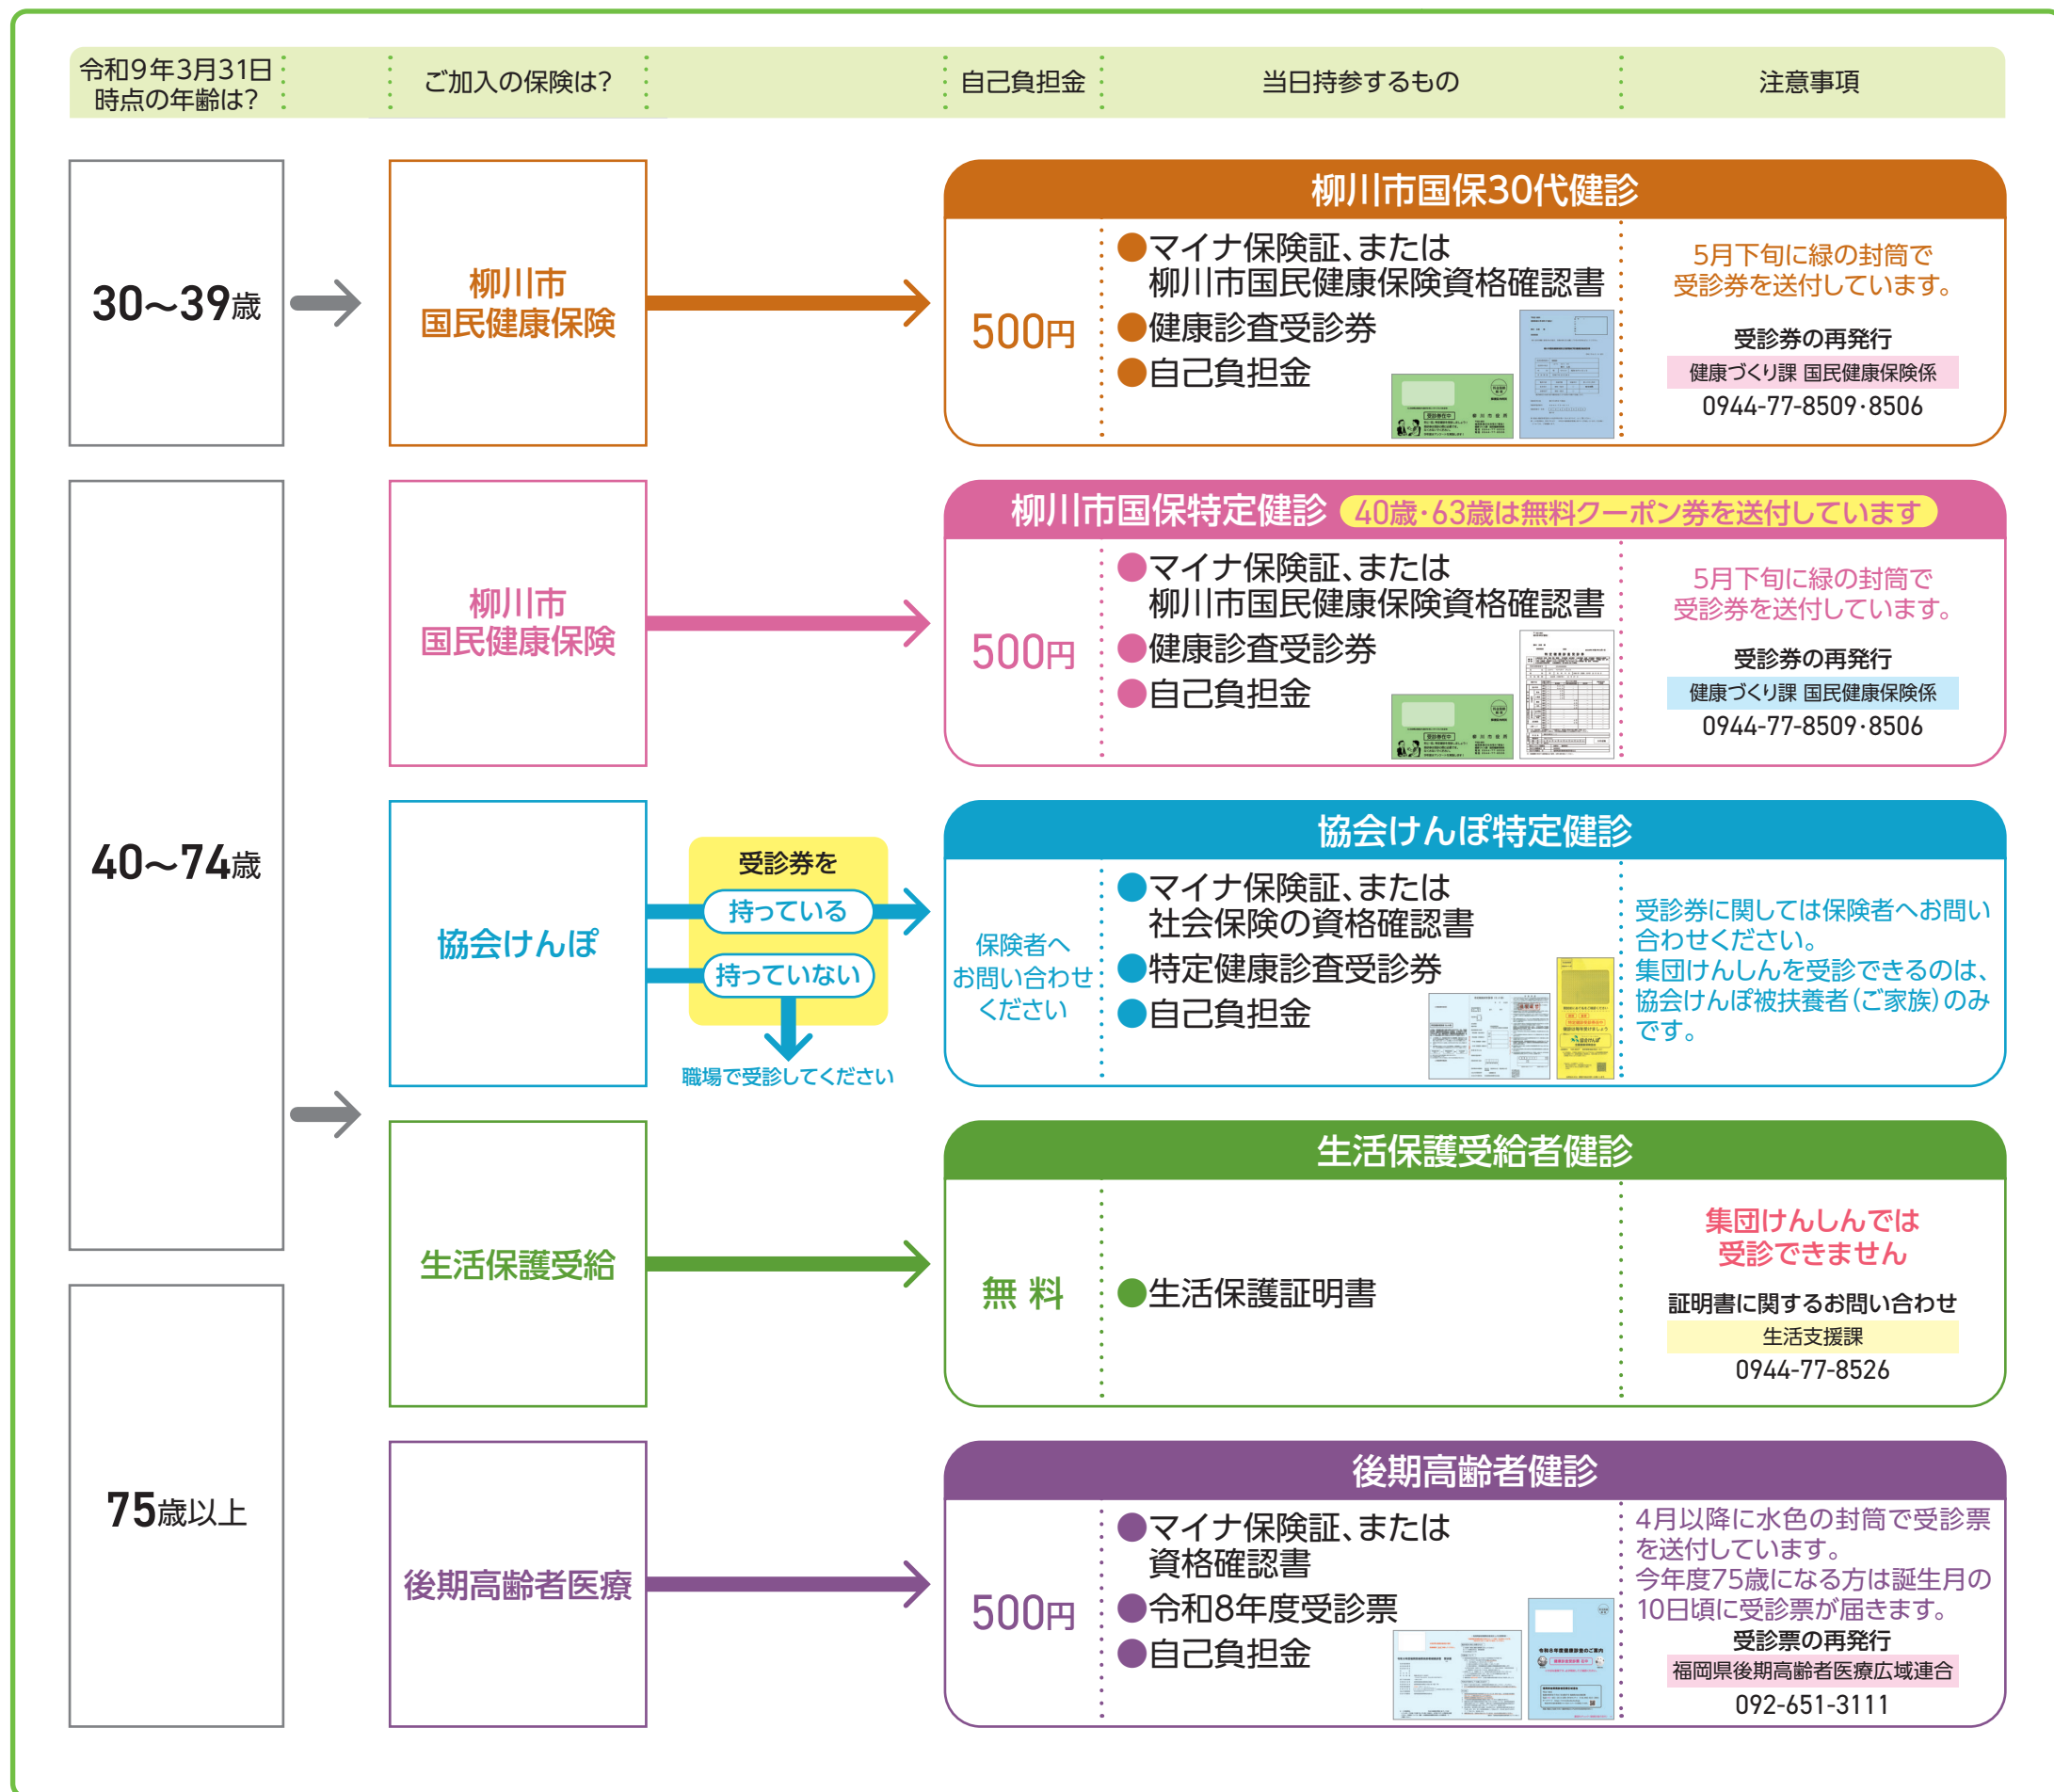 令和9年3月31日
時点の年齢は?
ご加入の保険は?
自己負担金
当日持参するもの
注意事項
30〜39歳
柳川市
国民健康保険
柳川市国保30代健診
500円
●マイナ保険証、または
柳川市国民健康保険資格確認書
●健康診査受診券
●自己負担金
5月下旬に緑の封筒で
受診券を送付しています。
受診券の再発行
健康づくり課 国民健康保険係
0944-77-8509・8506
40〜74歳
柳川市
国民健康保険
柳川市国保特定健診 40歳・63歳は無料クーポン券を送付しています
500円
●マイナ保険証、または
柳川市国民健康保険資格確認書
●健康診査受診券
●自己負担金
5月下旬に緑の封筒で
受診券を送付しています。
受診券の再発行
健康づくり課 国民健康保険係
0944-77-8509・8506
協会けんぽ
受診券を
持っている
持っていない
職場で受診してください
協会けんぽ特定健診
保険者へ
お問い合わせ
ください
●マイナ保険証、または
社会保険の資格確認書
●特定健康診査受診券
●自己負担金
受診券に関しては保険者へお問い
合わせください。
集団けんしんを受診できるのは、
協会けんぽ被扶養者(ご家族)のみ
です。
生活保護受給
生活保護受給者健診
無料
●生活保護証明書
集団けんしんでは
受診できません
証明書に関するお問い合わせ
生活支援課
0944-77-8526
75歳以上
後期高齢者医療
後期高齢者健診
500円
●マイナ保険証、または
資格確認書
●令和8年度受診票
●自己負担金
令和8年度健康診査のご案内
4月以降に水色の封筒で受診票
を送付しています。
今年度75歳になる方は誕生月の
10日頃に受診票が届きます。
受診票の再発行
福岡県後期高齢者医療広域連合
092-651-3111